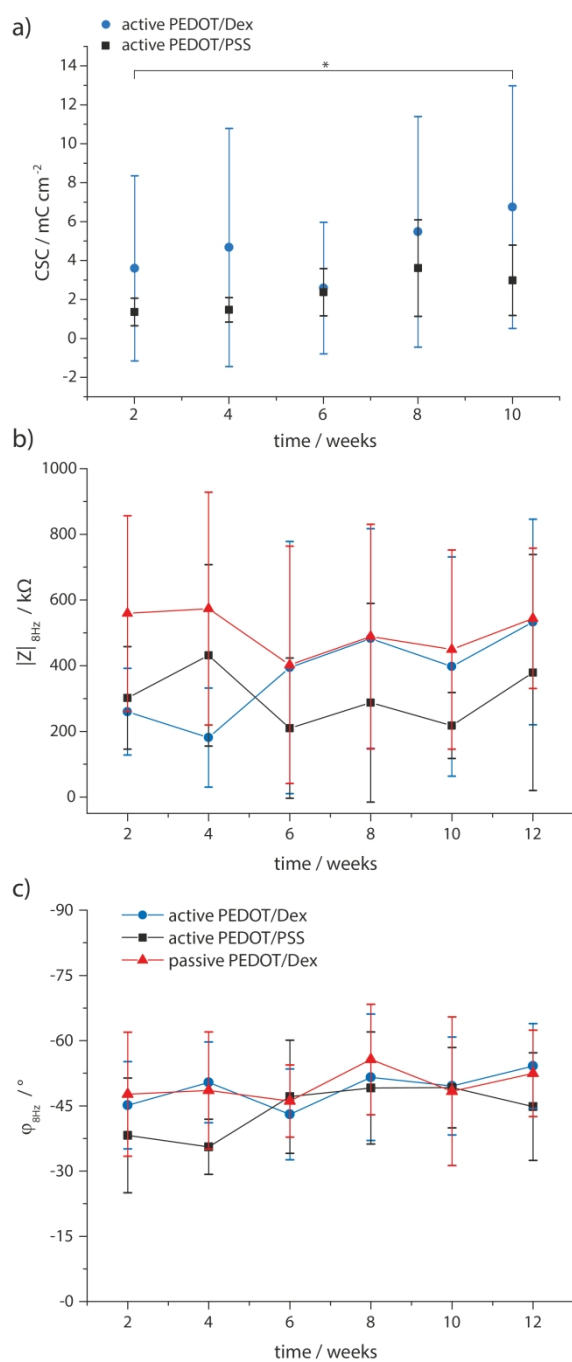 a)
active PEDOT/Dex
active PEDOT/PSS
*
14
12
10
8
6
4
2
0
-2
CSC / mC cm⁻²
2 4 6 8 10
time / weeks
b)
1000
800
600
400
200
0
|Z| 8Hz / kΩ
2 4 6 8 10 12
time / weeks
c)
-90
-75
-60
-45
-30
-15
-0
φ8Hz / °
active PEDOT/Dex
active PEDOT/PSS
passive PEDOT/Dex
2 4 6 8 10 12
time / weeks